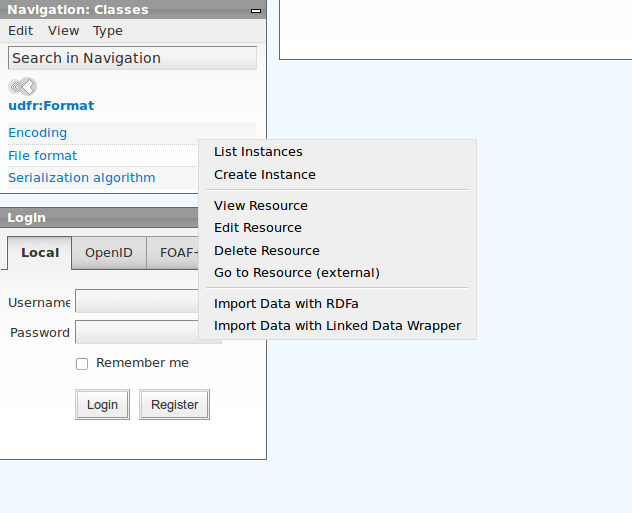 Navigation: Classes
Edit View Type
Search in Navigation
udfr:Format
Encoding
File format
Serialization algorithm
List Instances
Create Instance
View Resource
Edit Resource
Delete Resource
Go to Resource (external)
Import Data with RDFa
Import Data with Linked Data Wrapper
Login
Local OpenID FOAF+
Username
Password
Remember me
Login Register